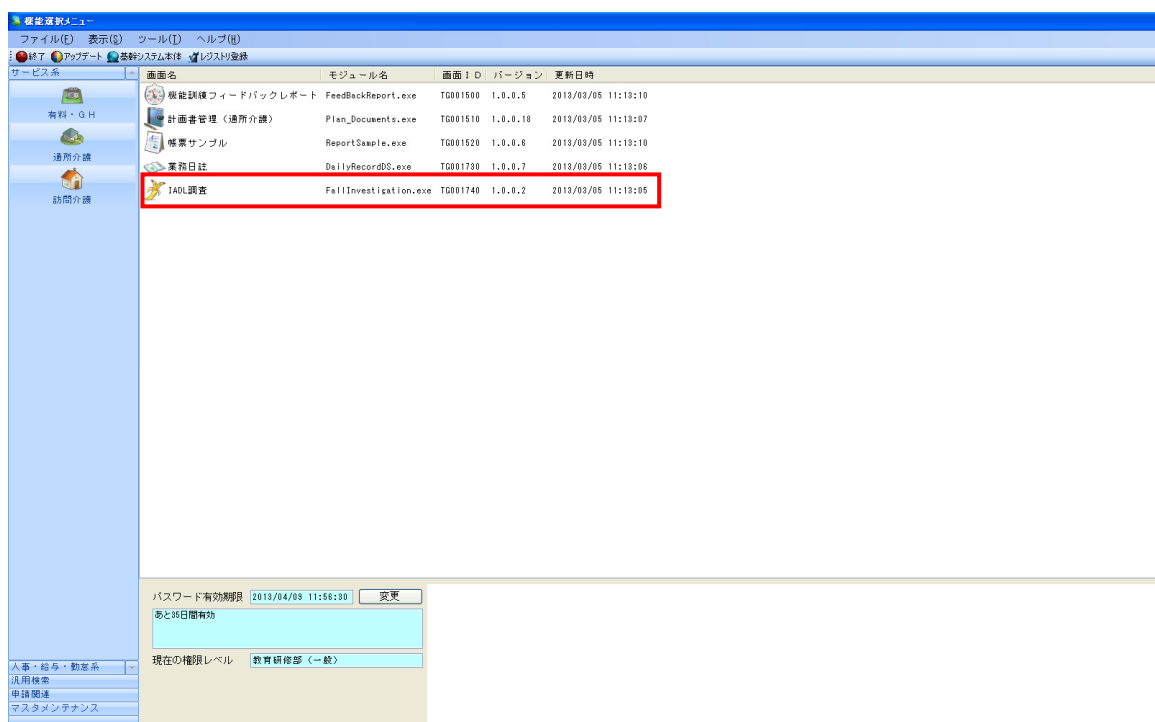 機能選択メニュー
ファイル(F) 表示(S) ツール(T) ヘルプ(H)
終了 アップデート 基幹システム本体 レジストリ登録
サービス系
有料・GH
通所介護
訪問介護
画面名 モジュール名 画面ID バージョン 更新日時
機能訓練フィードバックレポート FeedBackReport.exe TG001500 1.0.0.5 2013/03/05 11:13:10
計画書管理(通所介護) Plan_Documents.exe TG001510 1.0.0.18 2013/03/05 11:13:07
帳票サンプル ReportSample.exe TG001520 1.0.0.6 2013/03/05 11:13:10
業務日誌 DailyRecordDS.exe TG001730 1.0.0.7 2013/03/05 11:13:06
IADL調査 FallInvestigation.exe TG001740 1.0.0.2 2013/03/05 11:13:05
パスワード有効期限 2013/04/09 11:56:30 変更
あと35日間有効
現在の権限レベル 教育研修部(一般)
人事・給与・勤怠系
汎用検索
申請関連
マスタメンテナンス